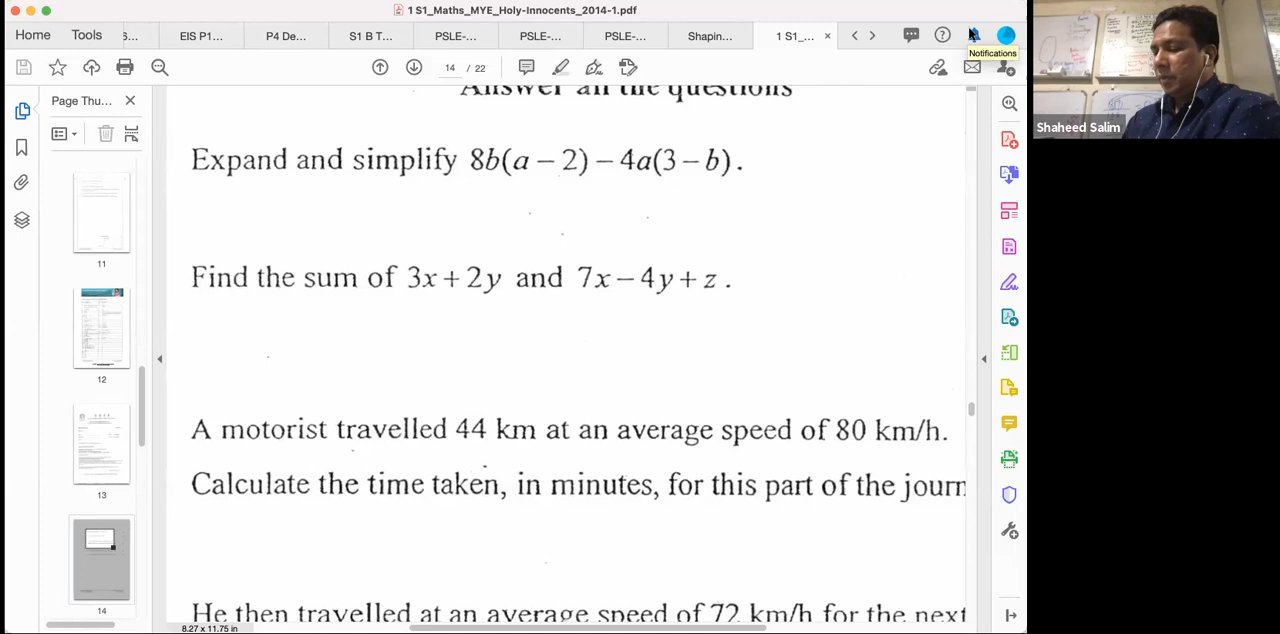 1 S1_Maths_MYE_Holy-Innocents_2014-1.pdf
Home Tools S... EIS P1... P4 De... S1 B T... PSLE-... PSLE-... PSLE-... Shapin... 1 S1_... ×
Notifications
14 / 22
Page Thu...
Answer all the questions
Expand and simplify 8b(a − 2) − 4a(3 − b).
Find the sum of 3x + 2y and 7x − 4y + z .
A motorist travelled 44 km at an average speed of 80 km/h.
Calculate the time taken, in minutes, for this part of the journ
He then travelled at an average speed of 72 km/h for the next
8.27 x 11.75 in
11
12
13
14
Shaheed Salim